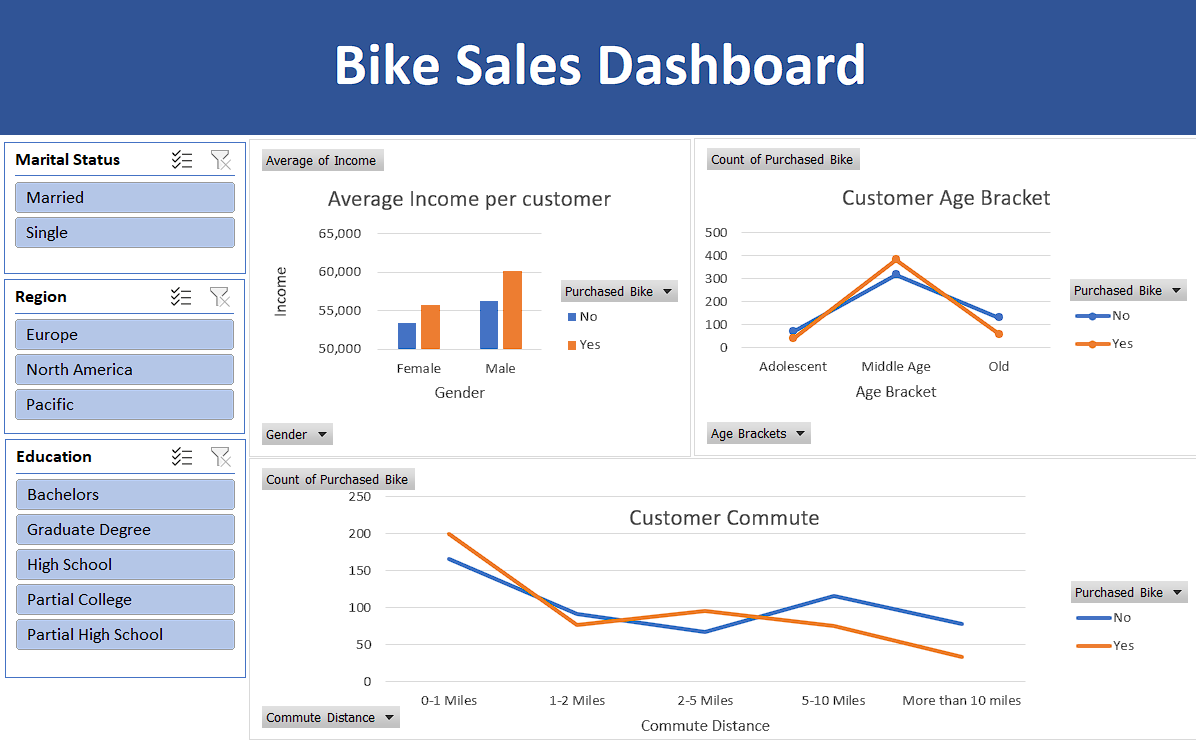 Bike Sales Dashboard
Marital Status
Married
Single
Region
Europe
North America
Pacific
Education
Bachelors
Graduate Degree
High School
Partial College
Partial High School
Average of Income
Average Income per customer
65,000
60,000
55,000
50,000
Income
Female Male
Gender
Purchased Bike
No
Yes
Gender
Count of Purchased Bike
Customer Age Bracket
500
400
300
200
100
0
Adolescent Middle Age Old
Age Bracket
Purchased Bike
No
Yes
Age Brackets
Count of Purchased Bike
Customer Commute
250
200
150
100
50
0
0-1 Miles 1-2 Miles 2-5 Miles 5-10 Miles More than 10 miles
Commute Distance
Purchased Bike
No
Yes
Commute Distance